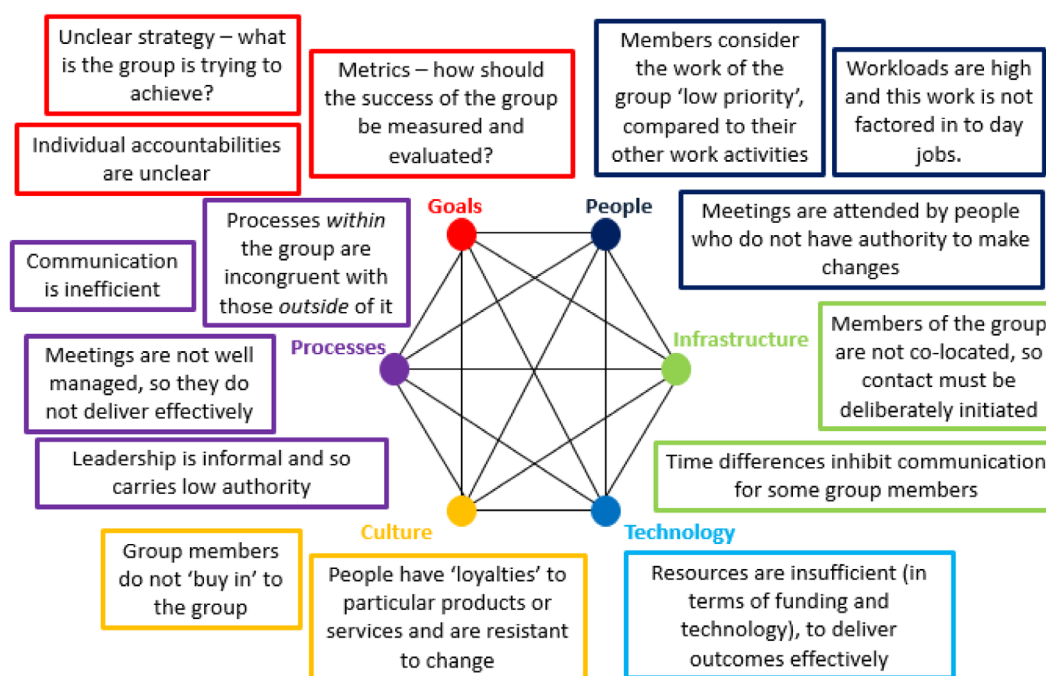 Unclear strategy – what
is the group is trying to
achieve?
Metrics – how should
the success of the group
be measured and
evaluated?
Members consider
the work of the
group ‘low priority’,
compared to their
other work activities
Workloads are high
and this work is not
factored in to day
jobs.
Individual accountabilities
are unclear
Goals
People
Processes within
the group are
incongruent with
those outside of it
Meetings are attended by people
who do not have authority to make
changes
Communication
is inefficient
Processes
Infrastructure
Members of the group
are not co-located, so
contact must be
deliberately initiated
Meetings are not well
managed, so they do
not deliver effectively
Leadership is informal and so
carries low authority
Time differences inhibit communication
for some group members
Culture
Technology
Group members
do not ‘buy in’ to
the group
People have ‘loyalties’ to
particular products or
services and are resistant
to change
Resources are insufficient (in
terms of funding and
technology), to deliver
outcomes effectively